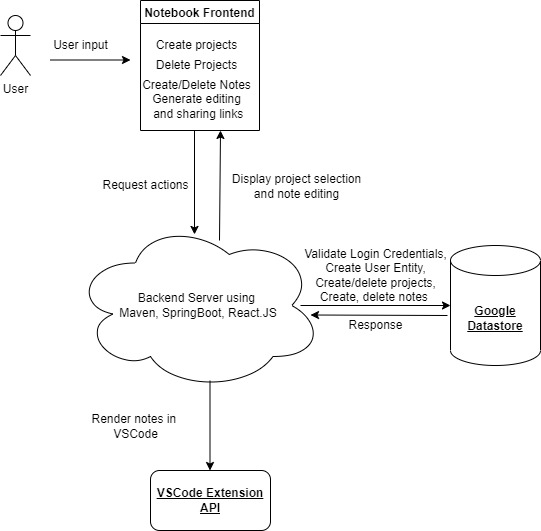 Notebook Frontend
User input
Create projects
Delete Projects
Create/Delete Notes
Generate editing
and sharing links
User
Request actions
Display project selection
and note editing
Backend Server using
Maven, SpringBoot, React.JS
Validate Login Credentials,
Create User Entity,
Create/delete projects,
Create, delete notes
Response
Google
Datastore
Render notes in
VSCode
VSCode Extension
API